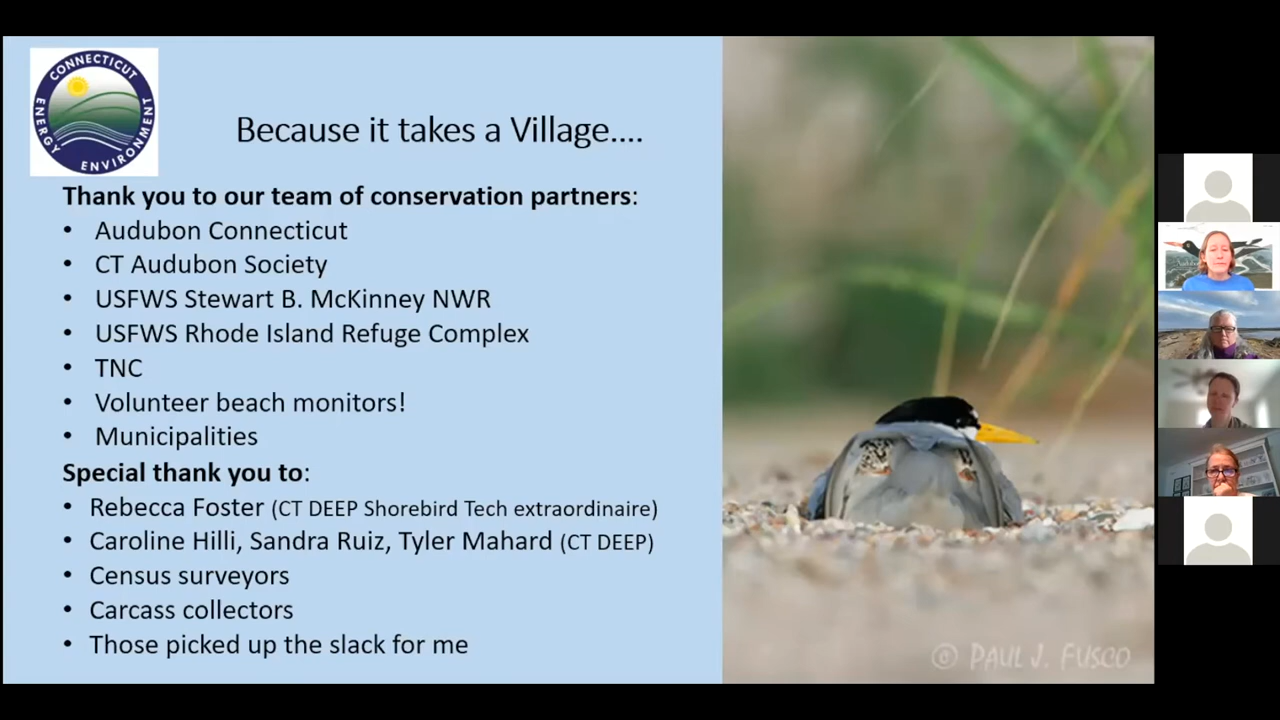 CONNECTICUT
ENERGY
ENVIRONMENT
Because it takes a Village....
Thank you to our team of conservation partners:
• Audubon Connecticut
• CT Audubon Society
• USFWS Stewart B. McKinney NWR
• USFWS Rhode Island Refuge Complex
• TNC
• Volunteer beach monitors!
• Municipalities
Special thank you to:
• Rebecca Foster (CT DEEP Shorebird Tech extraordinaire)
• Caroline Hilli, Sandra Ruiz, Tyler Mahard (CT DEEP)
• Census surveyors
• Carcass collectors
• Those picked up the slack for me
© PAUL J. FUSCO